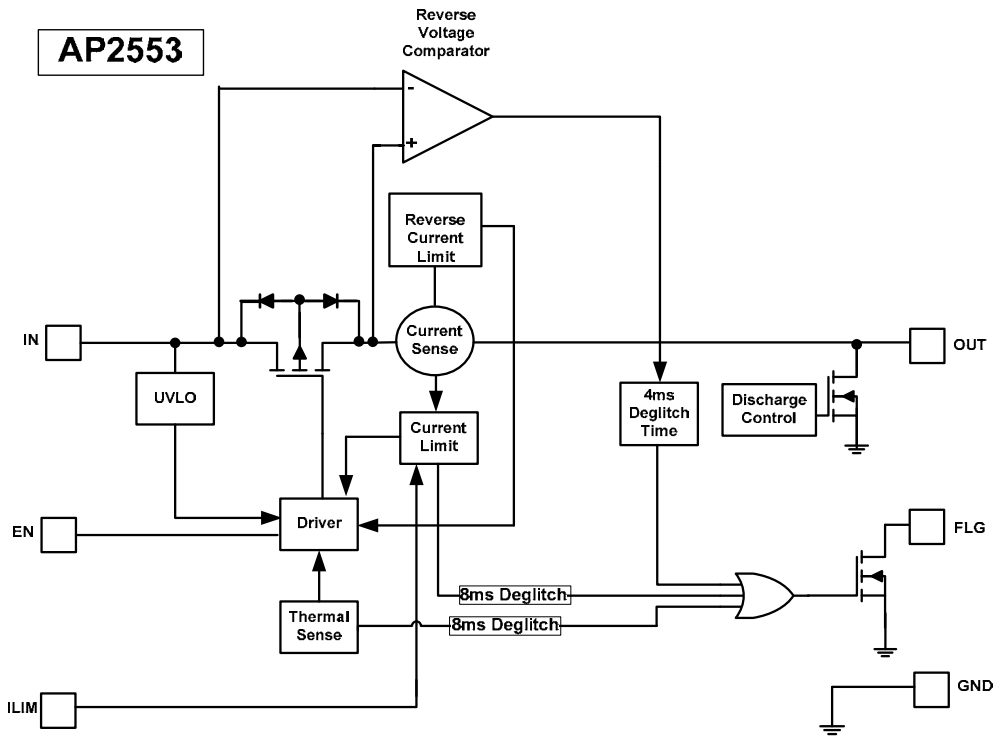 AP2553
Reverse
Voltage
Comparator
-
+
Reverse
Current
Limit
IN
Current
Sense
OUT
UVLO
4ms
Deglitch
Time
Discharge
Control
Current
Limit
EN
Driver
FLG
8ms Deglitch
Thermal
Sense
8ms Deglitch
ILIM
GND